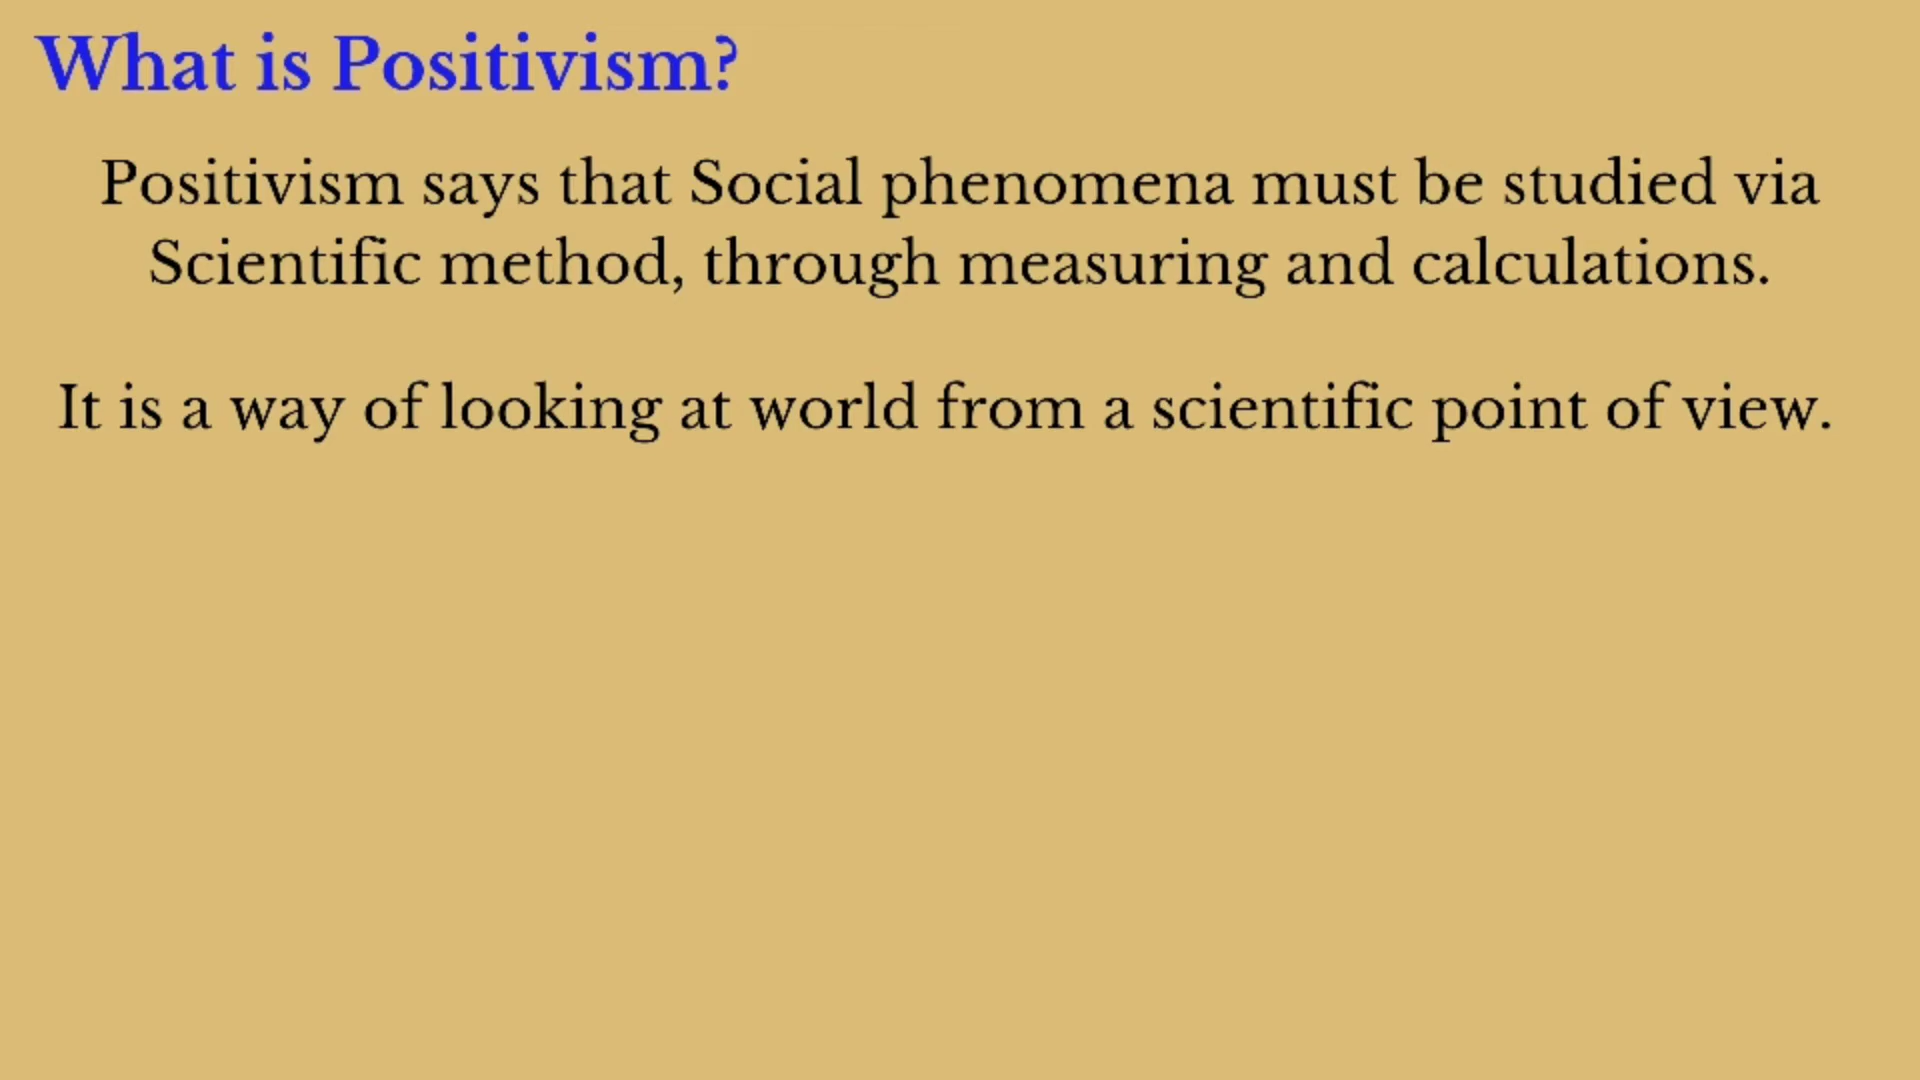 What is Positivism?
Positivism says that Social phenomena must be studied via
Scientific method, through measuring and calculations.
It is a way of looking at world from a scientific point of view.